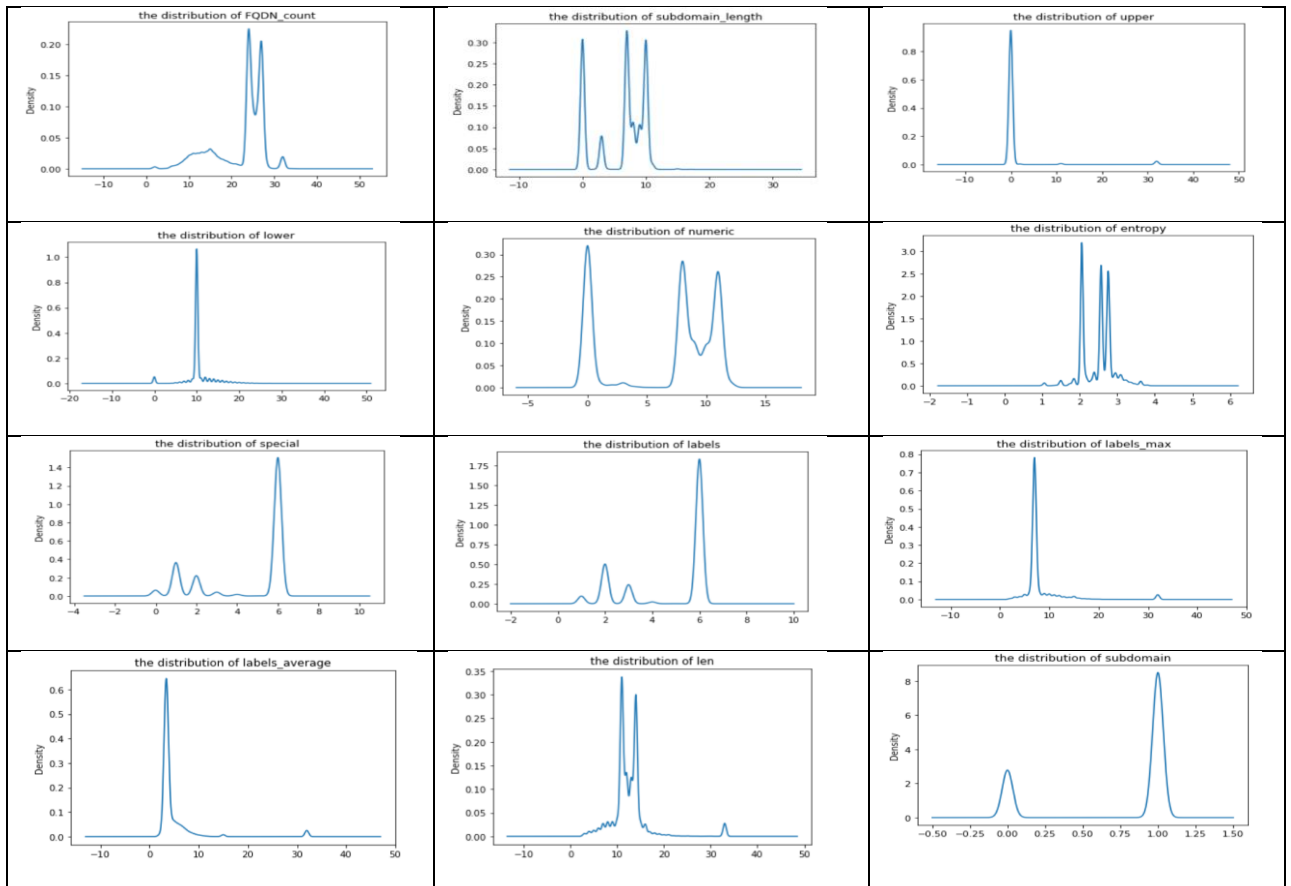 the distribution of FQDN_count
Density
0.20
0.15
0.10
0.05
0.00
−10 0 10 20 30 40 50
the distribution of subdomain_length
Density
0.30
0.25
0.20
0.15
0.10
0.05
0.00
−10 0 10 20 30
the distribution of upper
Density
0.8
0.6
0.4
0.2
0.0
−10 0 10 20 30 40 50
the distribution of lower
Density
1.0
0.8
0.6
0.4
0.2
0.0
−20 −10 0 10 20 30 40 50
the distribution of numeric
Density
0.30
0.25
0.20
0.15
0.10
0.05
0.00
−5 0 5 10 15
the distribution of entropy
Density
3.0
2.5
2.0
1.5
1.0
0.5
0.0
−2 −1 0 1 2 3 4 5 6
the distribution of special
Density
1.4
1.2
1.0
0.8
0.6
0.4
0.2
0.0
−4 −2 0 2 4 6 8 10
the distribution of labels
Density
1.75
1.50
1.25
1.00
0.75
0.50
0.25
0.00
−2 0 2 4 6 8 10
the distribution of labels_max
Density
0.8
0.7
0.6
0.5
0.4
0.3
0.2
0.1
0.0
−10 0 10 20 30 40 50
the distribution of labels_average
Density
0.6
0.5
0.4
0.3
0.2
0.1
0.0
−10 0 10 20 30 40 50
the distribution of len
Density
0.35
0.30
0.25
0.20
0.15
0.10
0.05
0.00
−10 0 10 20 30 40 50
the distribution of subdomain
Density
8
6
4
2
0
−0.50 −0.25 0.00 0.25 0.50 0.75 1.00 1.25 1.50